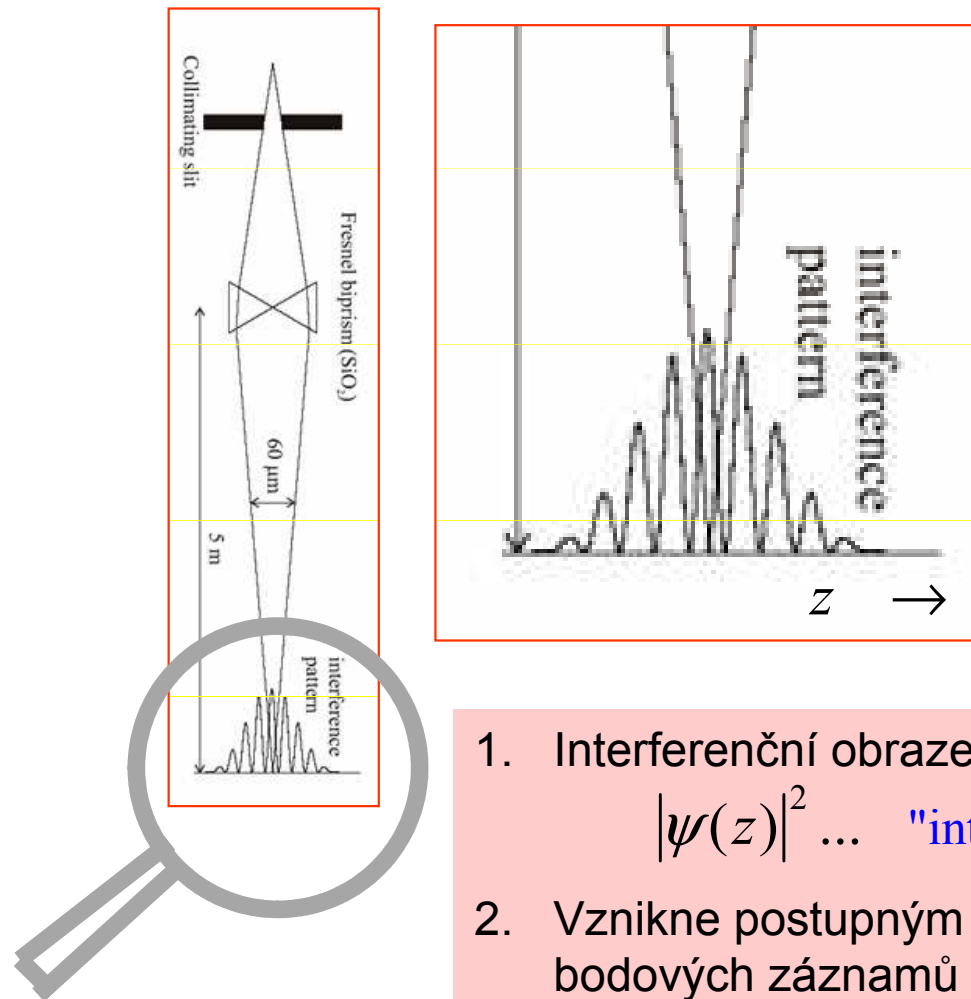 Collimating slit
Fresnel biprism (SiO₂)
60 µm
5 m
interference
pattern
interference
pattern
z →
1. Interferenční obraze
|ψ(z)|² ... "int
2. Vznikne postupným
bodových záznamů